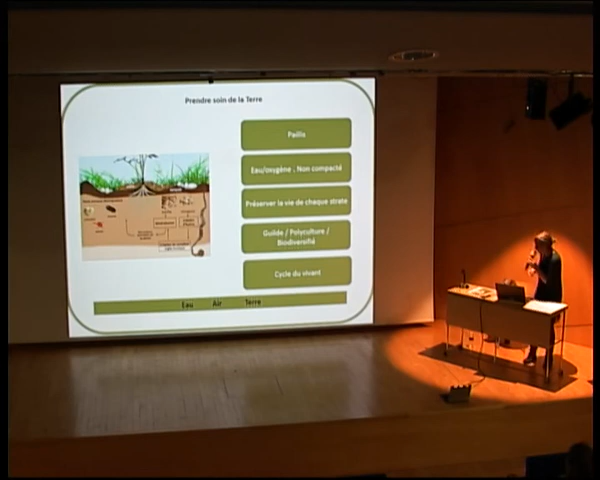 Prendre soin de la Terre
Paillis
Eau/oxygène . Non compacté
Préserver la vie de chaque strate
Guilde / Polyculture /
Biodiversifié
Cycle du vivant
Eau Air Terre